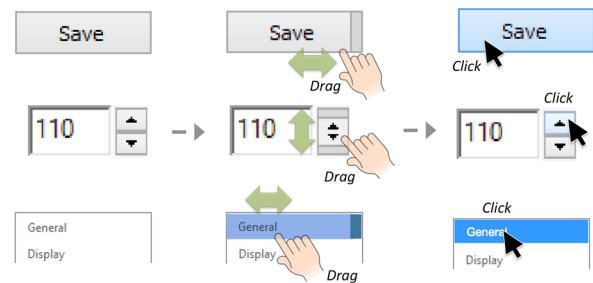 Save
Save
Drag
Save
Click
110
110
Drag
110
Click
General
Display
General
Display
Drag
Click
General
Display